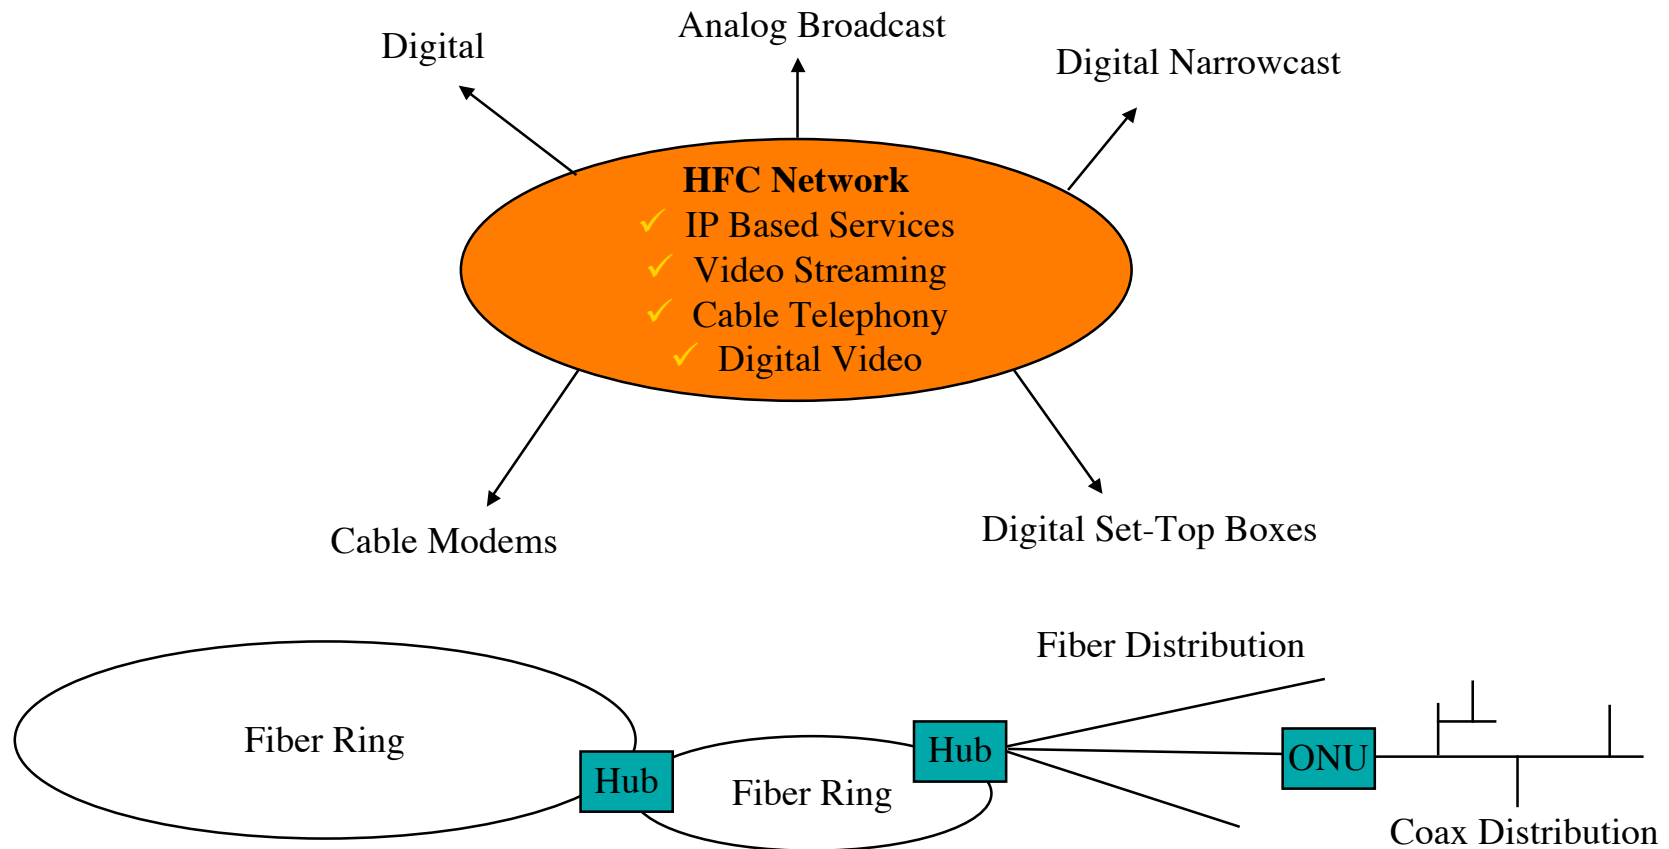 Analog Broadcast
Digital
Digital Narrowcast
HFC Network
✓ IP Based Services
✓ Video Streaming
✓ Cable Telephony
✓ Digital Video
Cable Modems
Digital Set-Top Boxes
Fiber Distribution
Fiber Ring
Hub
Fiber Ring
Hub
ONU
Coax Distribution